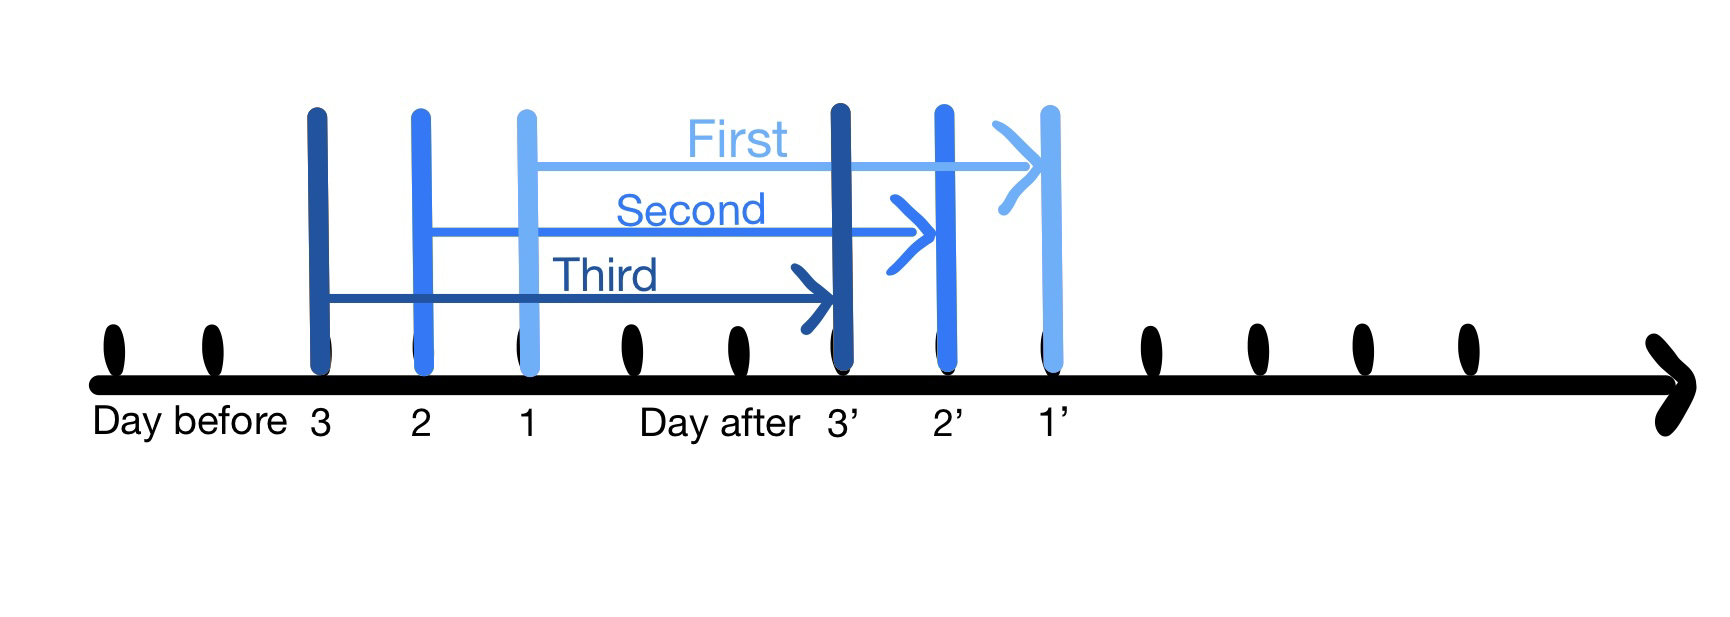 First
Second
Third
Day before 3 2 1 Day after 3’ 2’ 1’